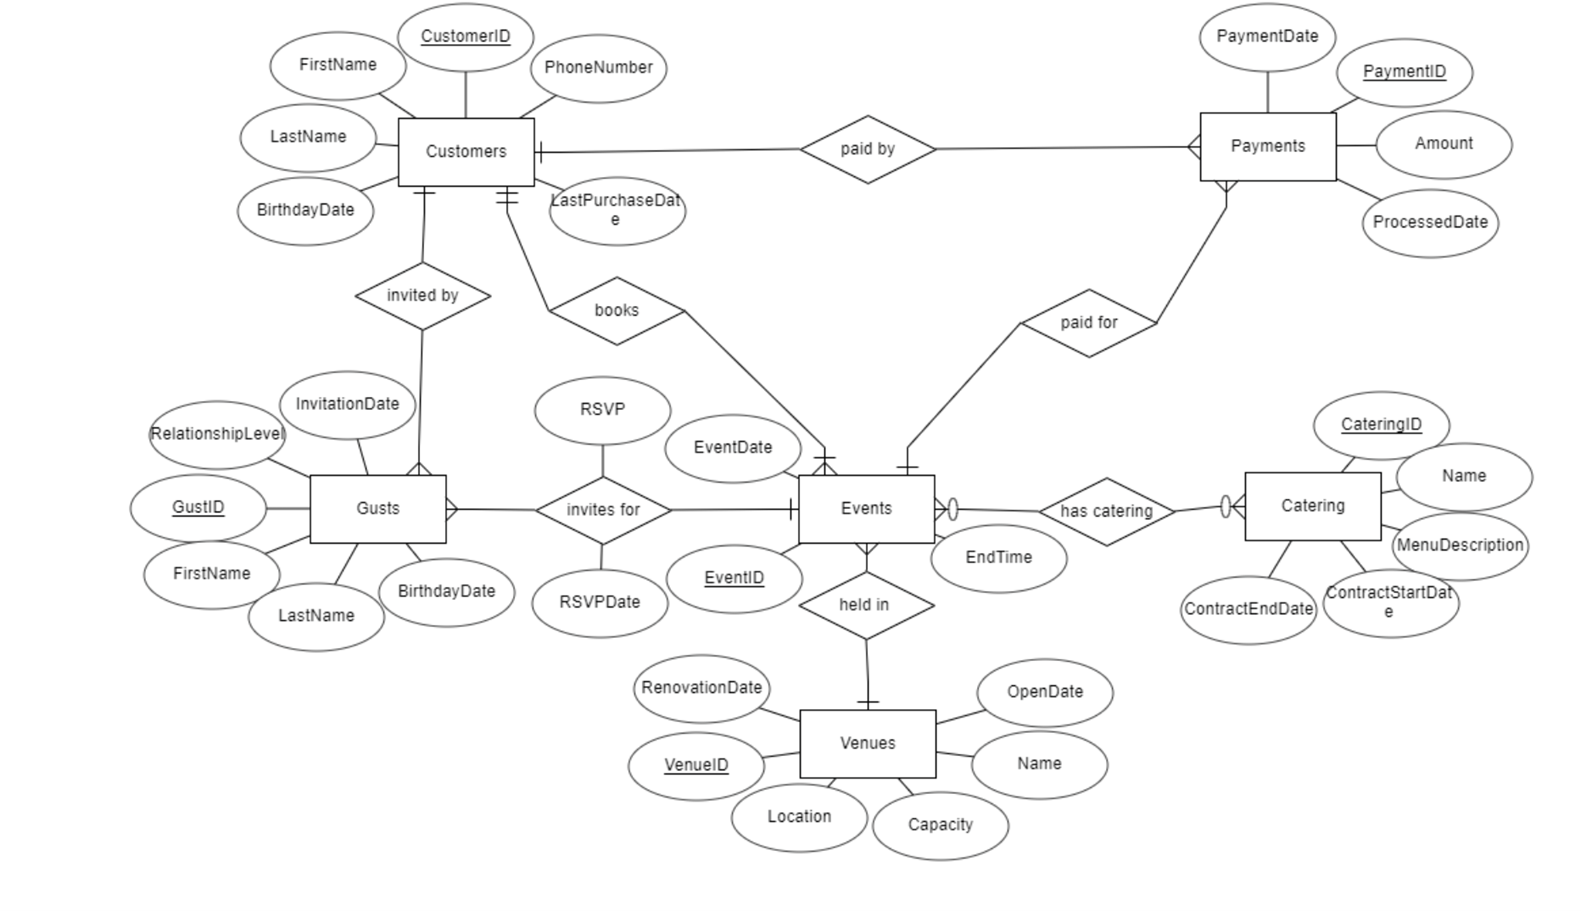 CustomerID
PaymentDate
FirstName
PhoneNumber
PaymentID
LastName
Customers
paid by
Payments
Amount
BirthdayDate
LastPurchaseDat
e
ProcessedDate
invited by
books
paid for
InvitationDate
RSVP
CateringID
RelationshipLevel
EventDate
Name
GustID
Gusts
invites for
Events
has catering
Catering
MenuDescription
FirstName
BirthdayDate
EventID
EndTime
LastName
RSVPDate
held in
ContractEndDate
ContractStartDat
e
RenovationDate
OpenDate
Venues
VenueID
Name
Location
Capacity